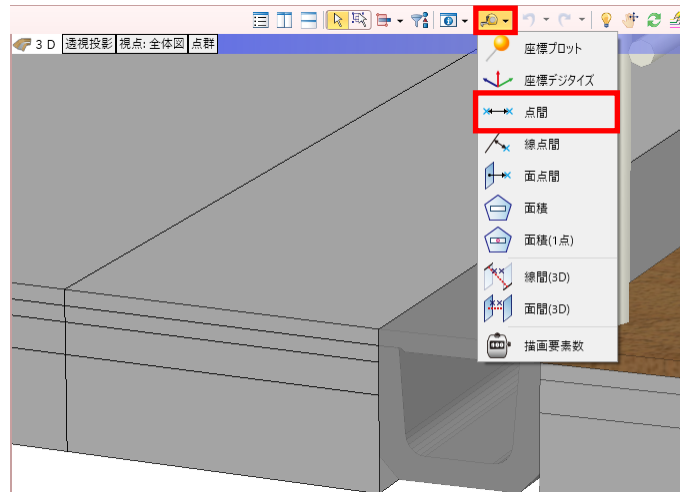 3 D 透視投影 視点: 全体図 点群
座標プロット
座標デジタイズ
点間
線点間
面点間
面積
面積(1点)
線間(3D)
面間(3D)
描画要素数